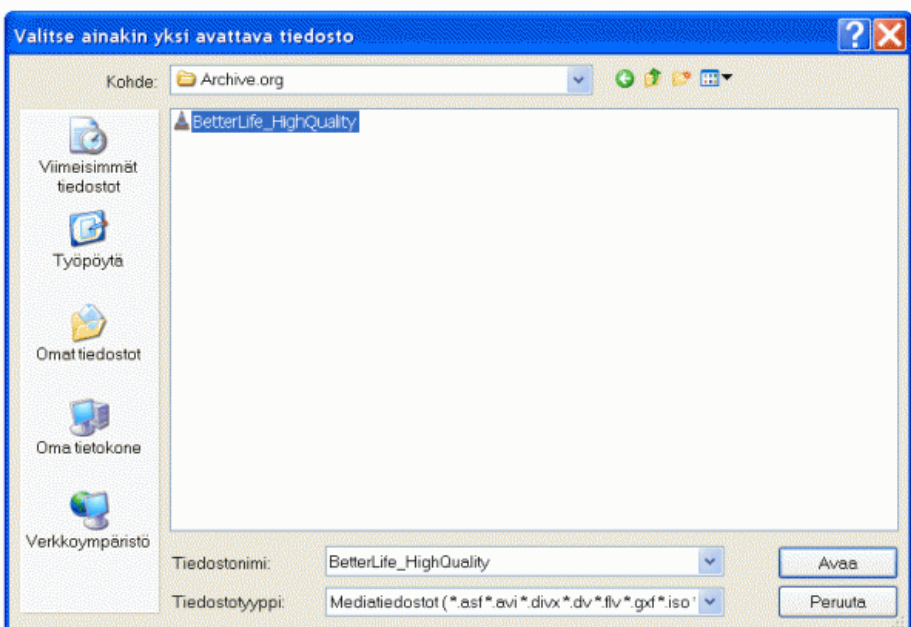 Valitse ainakin yksi avattava tiedosto
Kohde:
Archive.org
BetterLife_HighQuality
Viimeisimmät
tiedostot
Työpöytä
Omat tiedostot
Oma tietokone
Verkkoympäristö
Tiedostonimi:
BetterLife_HighQuality
Avaa
Tiedostotyyppi:
Mediatiedostot (*.asf *.avi *.divx *.dv *.flv *.gxf *.iso
Peruuta